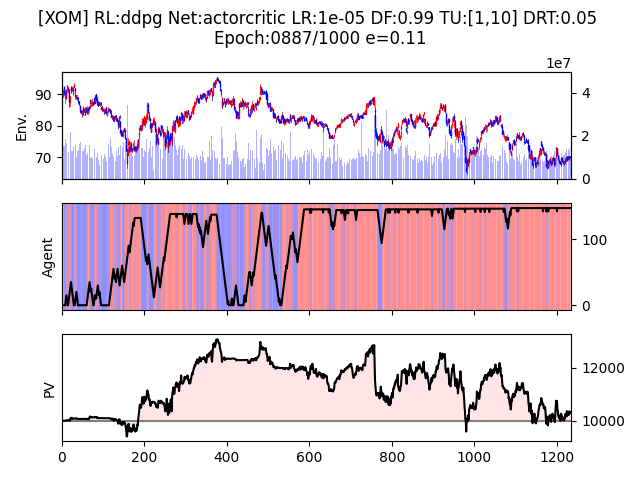 [XOM] RL:ddpg Net:actorcritic LR:1e-05 DF:0.99 TU:[1,10] DRT:0.05
Epoch:0887/1000 e=0.11
1e7
90
80
70
Env.
4
2
0
Agent
100
0
PV
12000
10000
0 200 400 600 800 1000 1200